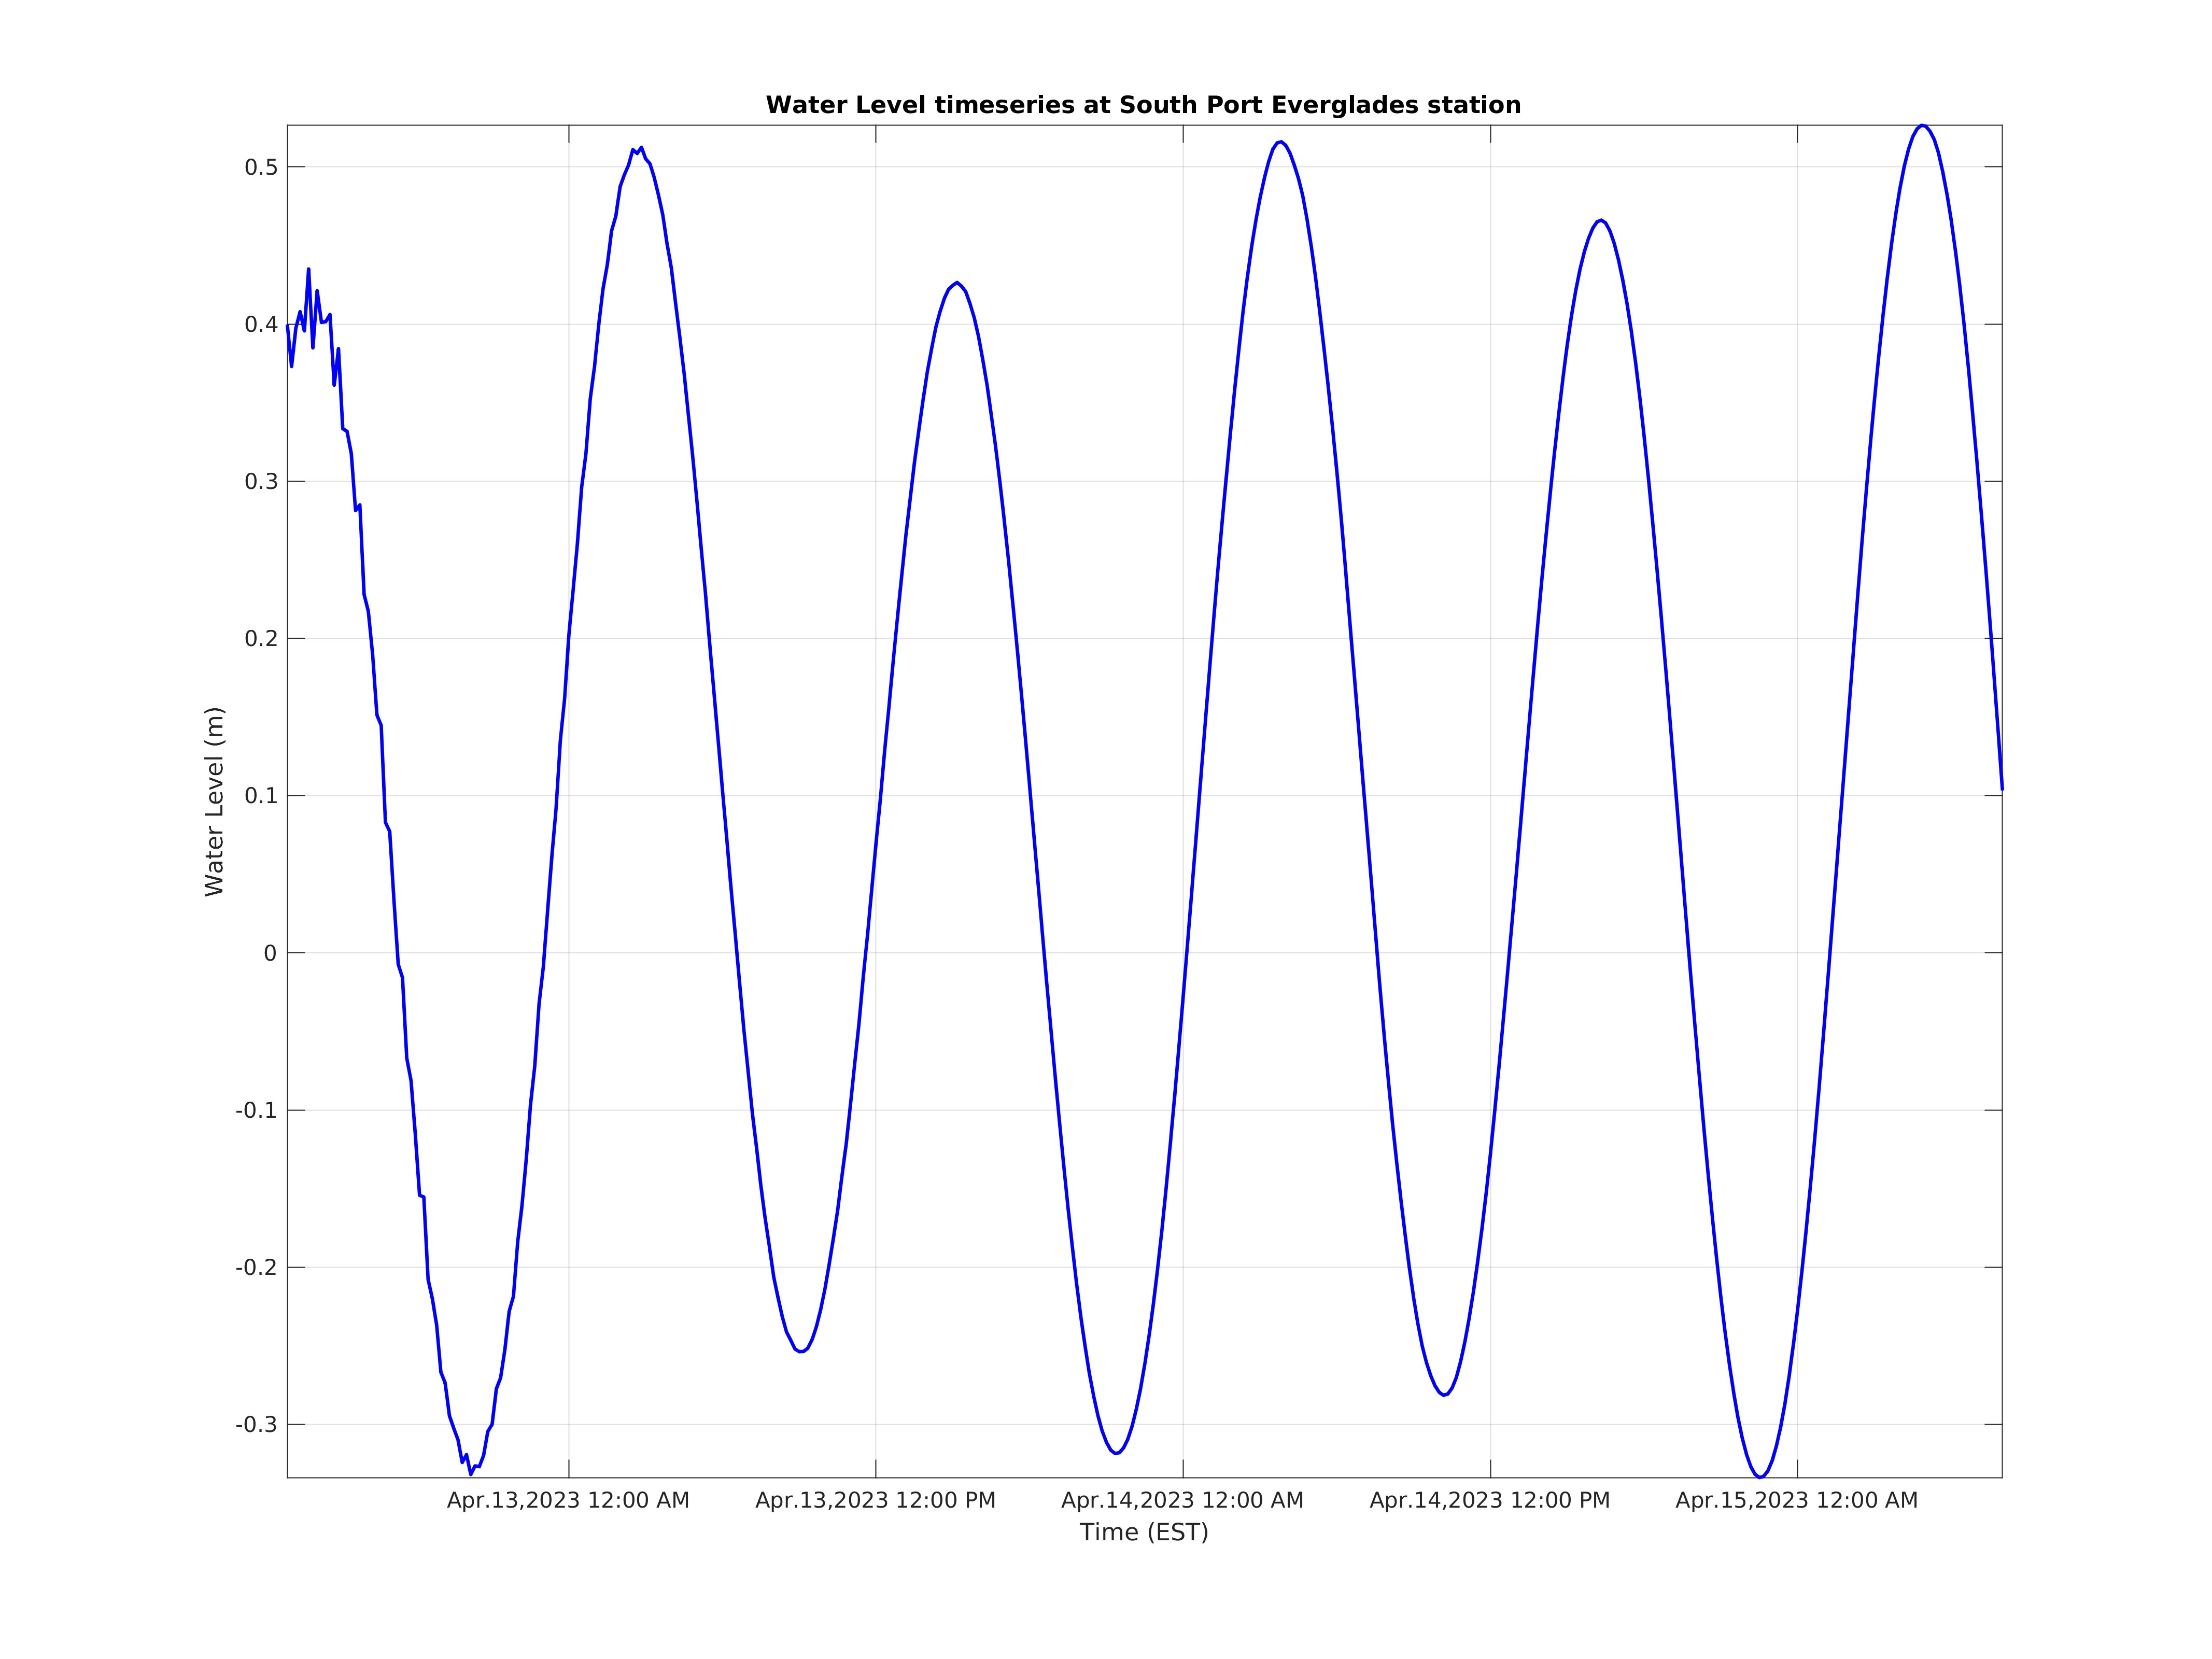 Water Level timeseries at South Port Everglades station
Water Level (m)
0.5
0.4
0.3
0.2
0.1
0
-0.1
-0.2
-0.3
Apr.13,2023 12:00 AM
Apr.13,2023 12:00 PM
Apr.14,2023 12:00 AM
Apr.14,2023 12:00 PM
Apr.15,2023 12:00 AM
Time (EST)